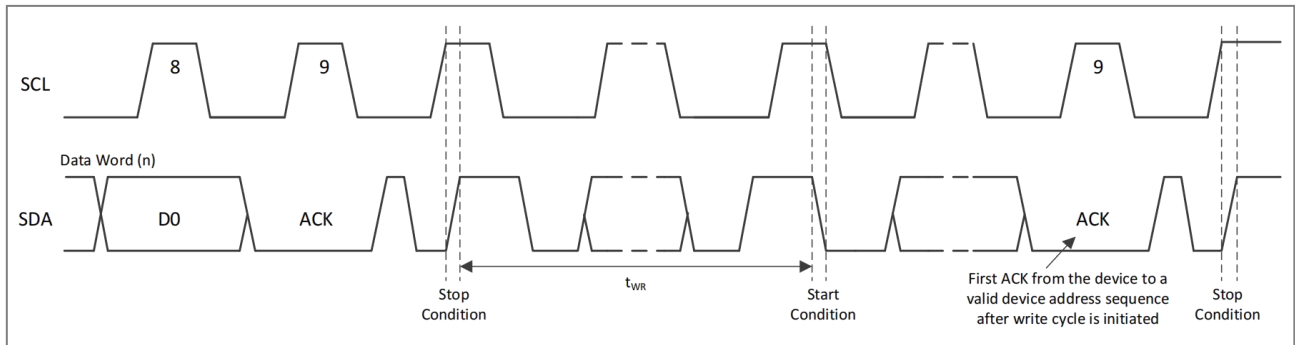 SCL
8
9
9
Data Word (n)
SDA
D0
ACK
ACK
tWR
Stop
Condition
Start
Condition
First ACK from the device to a
valid device address sequence
after write cycle is initiated
Stop
Condition